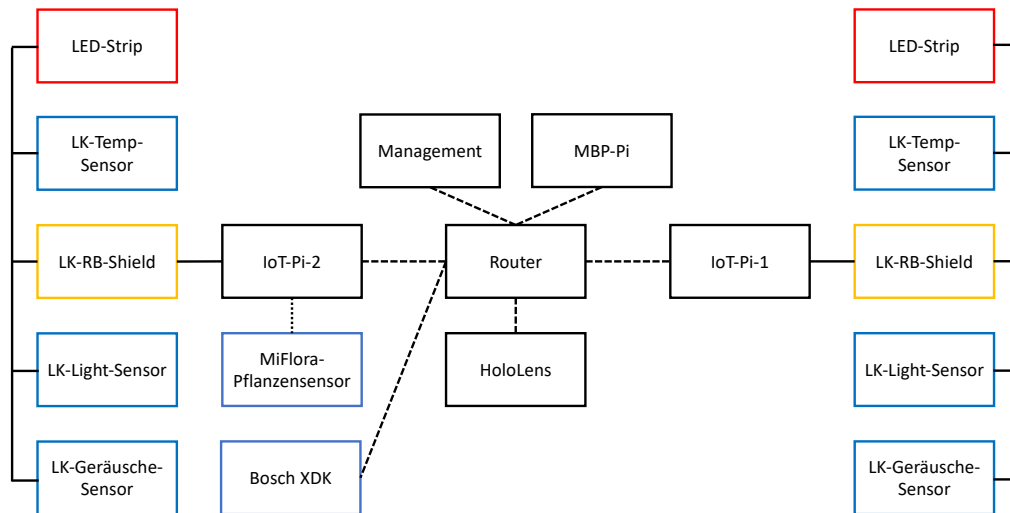 LED-Strip
LED-Strip
LK-Temp-
Sensor
Management
MBP-Pi
LK-Temp-
Sensor
LK-RB-Shield
IoT-Pi-2
Router
IoT-Pi-1
LK-RB-Shield
LK-Light-Sensor
MiFlora-
Pflanzensensor
HoloLens
LK-Light-Sensor
LK-Geräusche-
Sensor
Bosch XDK
LK-Geräusche-
Sensor